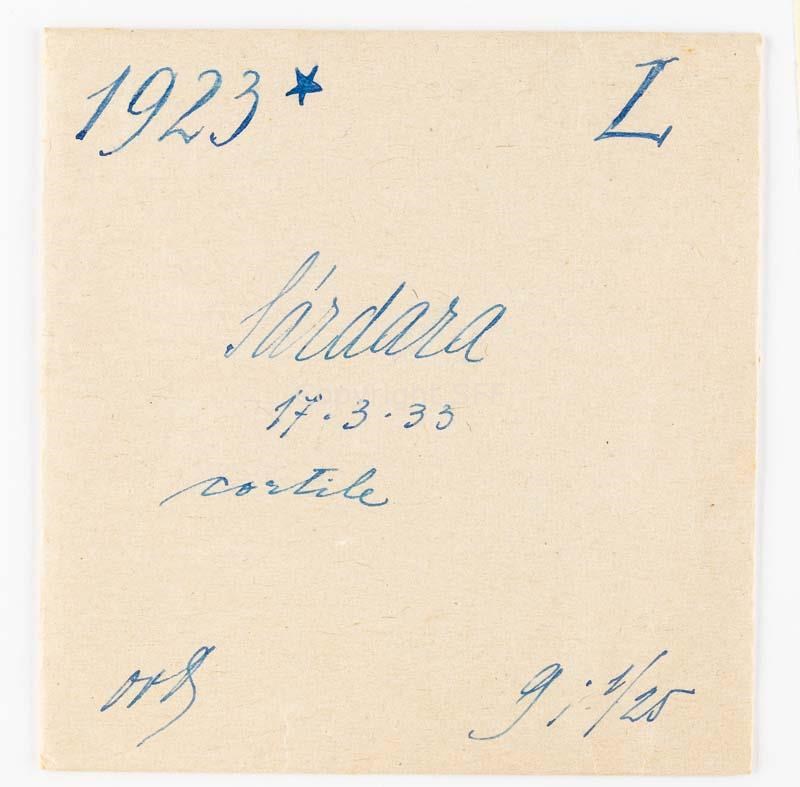 1923* L
Sárdara
17.3.33
cortile
9; 1/25